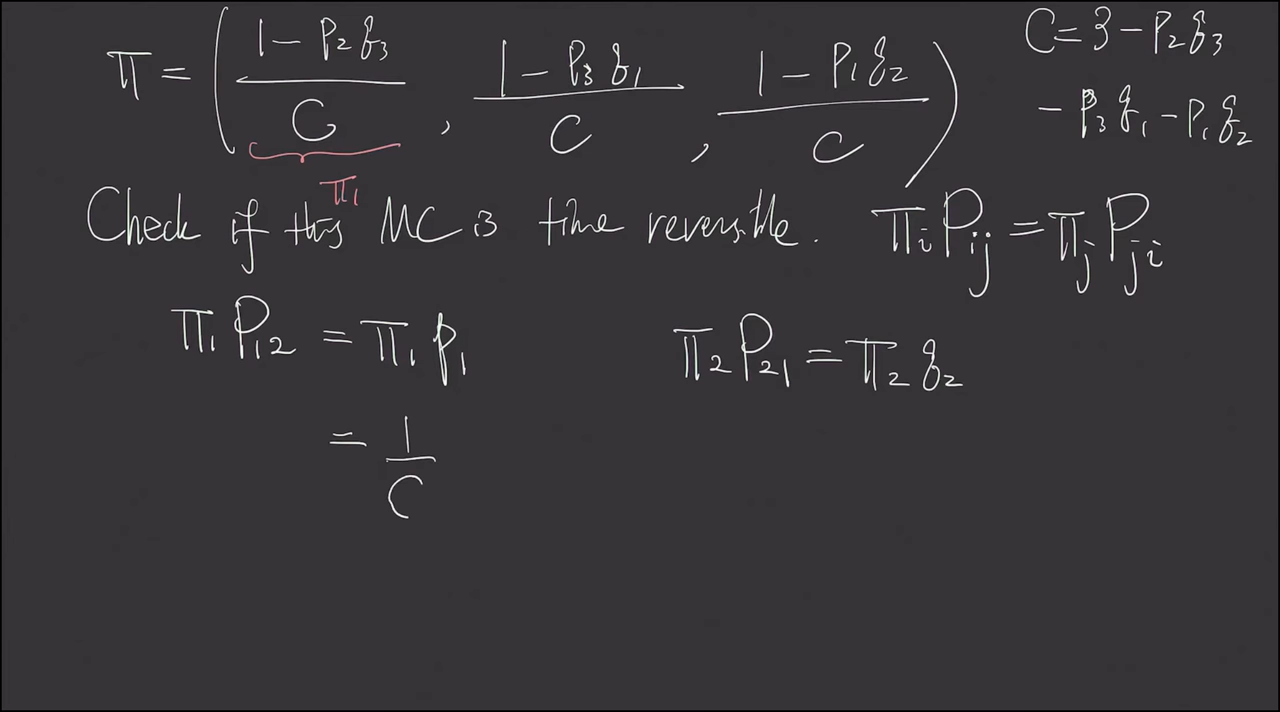 π = ( (1 - P₂q₃)/C , (1 - P₃q₁)/C , (1 - P₁q₂)/C )
π₁
C = 3 - P₂q₃
- P₃q₁ - P₁q₂
Check if this MC is time reversible. πᵢPᵢⱼ = πⱼPⱼᵢ
π₁P₁₂ = π₁p₁
π₂P₂₁ = π₂q₂
= 1/C